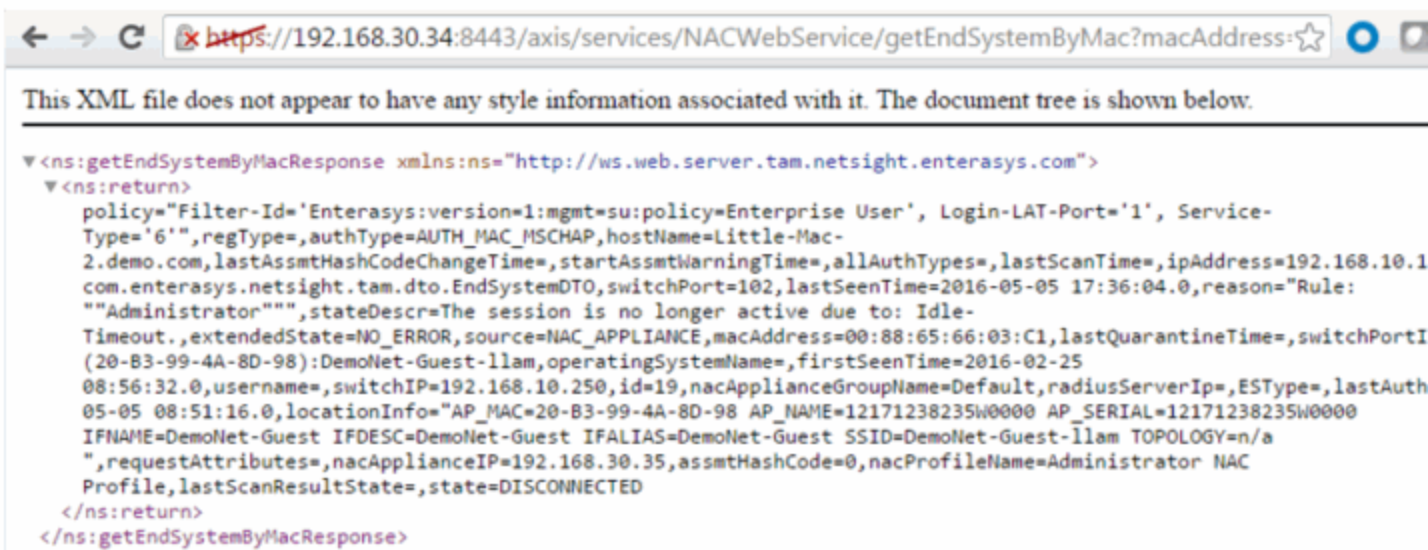 https://192.168.30.34:8443/axis/services/NACWebService/getEndSystemByMac?macAddress=
This XML file does not appear to have any style information associated with it. The document tree is shown below.
▼<ns:getEndSystemByMacResponse xmlns:ns="http://ws.web.server.tam.netsight.enterasys.com">
▼<ns:return>
policy="Filter-Id='Enterasys:version=1:mgmt=su:policy=Enterprise User', Login-LAT-Port='1', Service-
Type='6'",regType=,authType=AUTH_MAC_MSCHAP,hostName=Little-Mac-
2.demo.com,lastAssmtHashCodeChangeTime=,startAssmtWarningTime=,allAuthTypes=,lastScanTime=,ipAddress=192.168.10.1
com.enterasys.netsight.tam.dto.EndSystemDTO,switchPort=102,lastSeenTime=2016-05-05 17:36:04.0,reason="Rule:
""Administrator""",stateDescr=The session is no longer active due to: Idle-
Timeout.,extendedState=NO_ERROR,source=NAC_APPLIANCE,macAddress=00:88:65:66:03:C1,lastQuarantineTime=,switchPortI
(20-B3-99-4A-8D-98):DemoNet-Guest-llam,operatingSystemName=,firstSeenTime=2016-02-25
08:56:32.0,username=,switchIP=192.168.10.250,id=19,nacApplianceGroupName=Default,radiusServerIp=,ESType=,lastAuth
05-05 08:51:16.0,locationInfo="AP_MAC=20-B3-99-4A-8D-98 AP_NAME=12171238235W0000 AP_SERIAL=12171238235W0000
IFNAME=DemoNet-Guest IFDESC=DemoNet-Guest IFALIAS=DemoNet-Guest SSID=DemoNet-Guest-llam TOPOLOGY=n/a
",requestAttributes=,nacApplianceIP=192.168.30.35,assmtHashCode=0,nacProfileName=Administrator NAC
Profile,lastScanResultState=,state=DISCONNECTED
</ns:return>
</ns:getEndSystemByMacResponse>